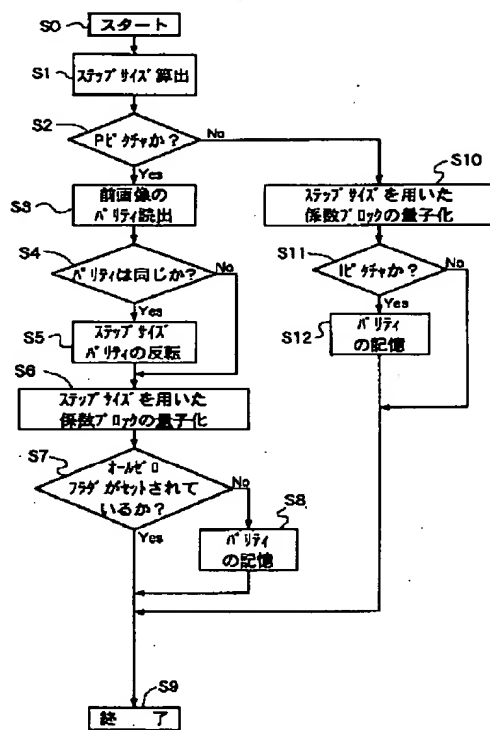 S0
スタート
S1
ステップサイズ算出
S2
Pピクチャか?
No
Yes
S3
前画像の
パリティ読出
S4
パリティは同じか?
No
Yes
S5
ステップサイズ
パリティの反転
S6
ステップサイズを用いた
係数ブロックの量子化
S7
オールゼロ
フラグがセットされて
いるか?
No
Yes
S8
パリティ
の記憶
S10
ステップサイズを用いた
係数ブロックの量子化
S11
Iピクチャか?
No
Yes
S12
パリティ
の記憶
S9
終 了